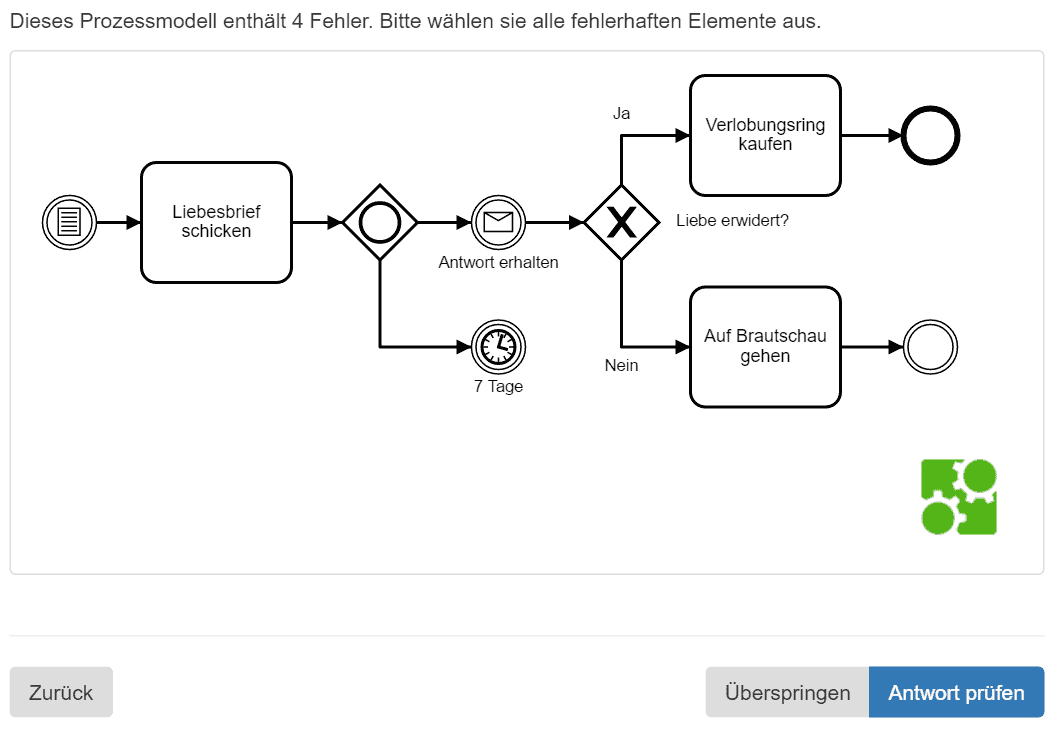 Dieses Prozessmodell enthält 4 Fehler. Bitte wählen sie alle fehlerhaften Elemente aus.
Ja
Verlobungsring
kaufen
Liebesbrief
schicken
Liebe erwidert?
Antwort erhalten
Auf Brautschau
gehen
Nein
7 Tage
Zurück
Überspringen
Antwort prüfen